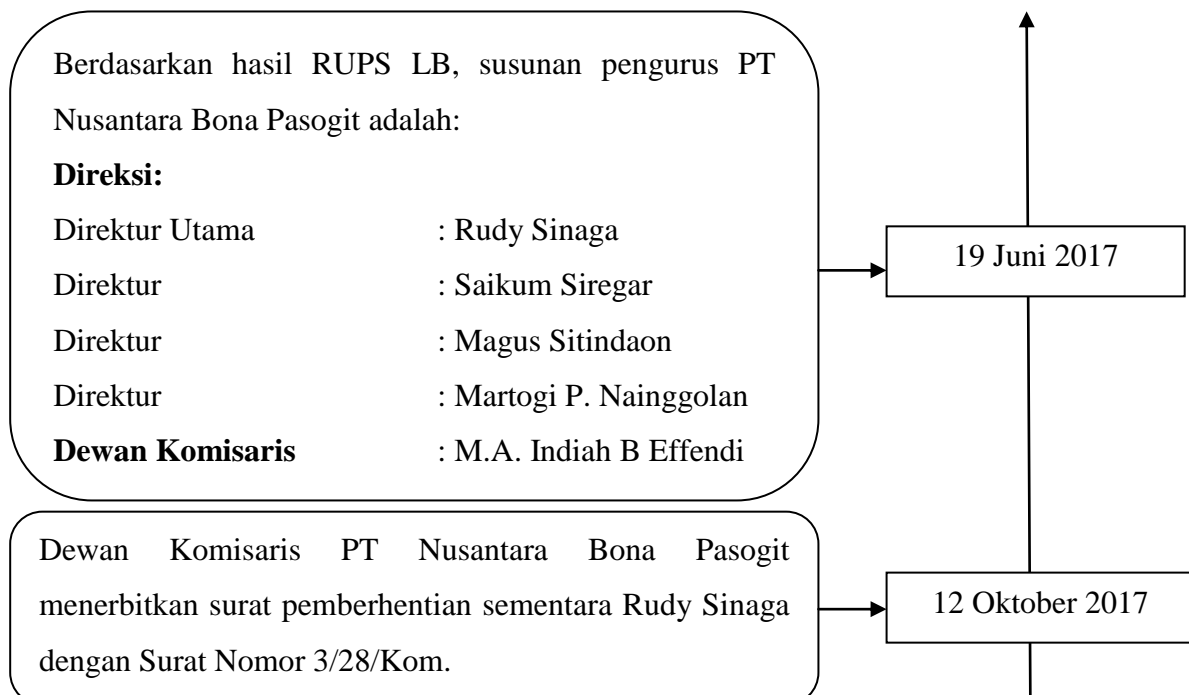 Berdasarkan hasil RUPS LB, susunan pengurus PT
Nusantara Bona Pasogit adalah:
Direksi:
Direktur Utama : Rudy Sinaga
Direktur : Saikum Siregar
Direktur : Magus Sitindaon
Direktur : Martogi P. Nainggolan
Dewan Komisaris : M.A. Indiah B Effendi
19 Juni 2017
Dewan Komisaris PT Nusantara Bona Pasogit
menerbitkan surat pemberhentian sementara Rudy Sinaga
dengan Surat Nomor 3/28/Kom.
12 Oktober 2017